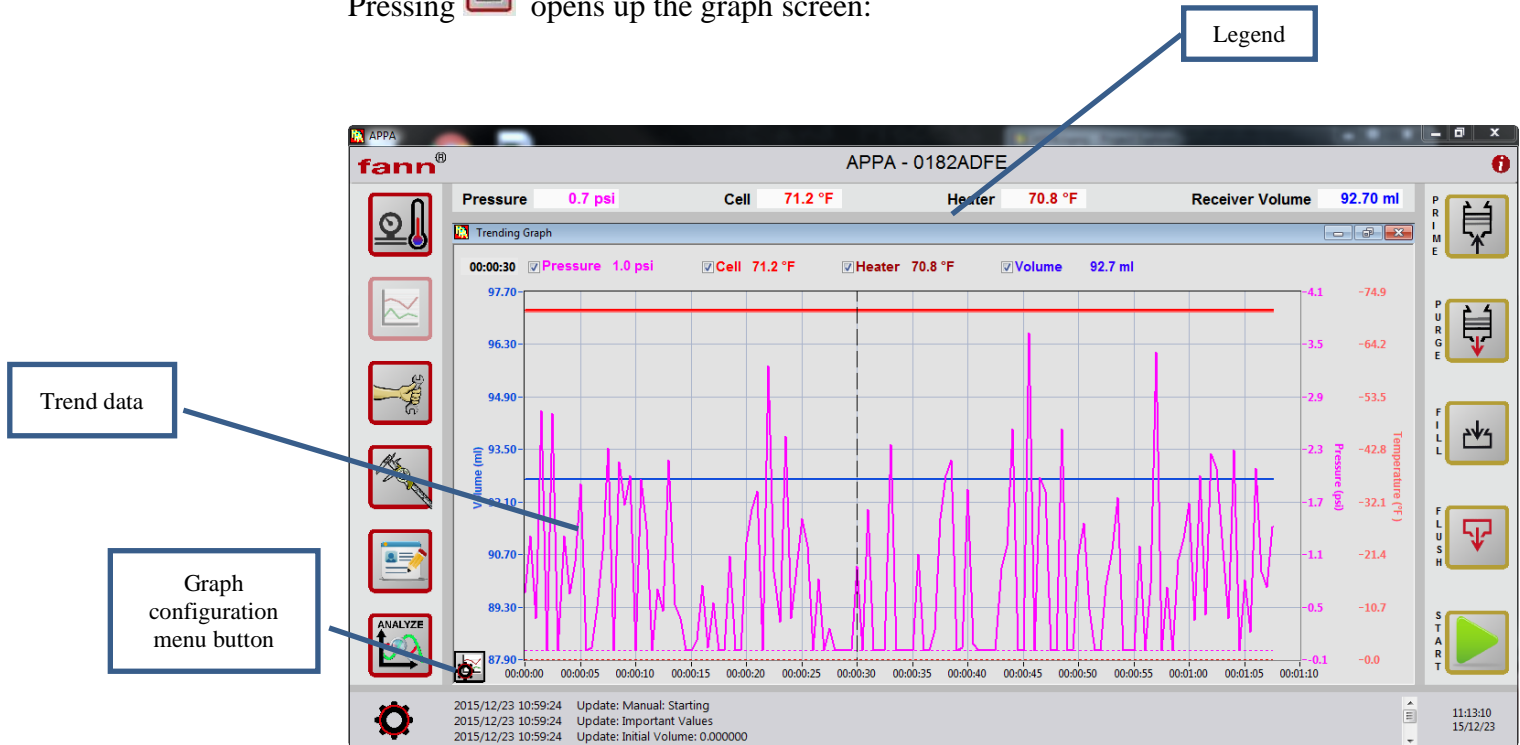 Pressing opens up the graph screen:
Legend
APPA
fann®
APPA - 0182ADFE
Pressure 0.7 psi Cell 71.2 °F Heater 70.8 °F Receiver Volume 92.70 ml
Trending Graph
00:00:30 Pressure 1.0 psi Cell 71.2 °F Heater 70.8 °F Volume 92.7 ml
97.70
96.30
94.90
93.50
92.10
90.70
89.30
87.90
Volume (ml)
4.1
3.5
2.9
2.3
1.7
1.1
0.5
-0.1
Pressure (psi)
74.9
64.2
53.5
42.8
32.1
21.4
10.7
0.0
Temperature (°F)
00:00:00 00:00:05 00:00:10 00:00:15 00:00:20 00:00:25 00:00:30 00:00:35 00:00:40 00:00:45 00:00:50 00:00:55 00:01:00 00:01:05 00:01:10
Trend data
Graph
configuration
menu button
ANALYZE
PRIME
PURGE
FILL
FLUSH
START
2015/12/23 10:59:24 Update: Manual: Starting
2015/12/23 10:59:24 Update: Important Values
2015/12/23 10:59:24 Update: Initial Volume: 0.000000
11:13:10
15/12/23